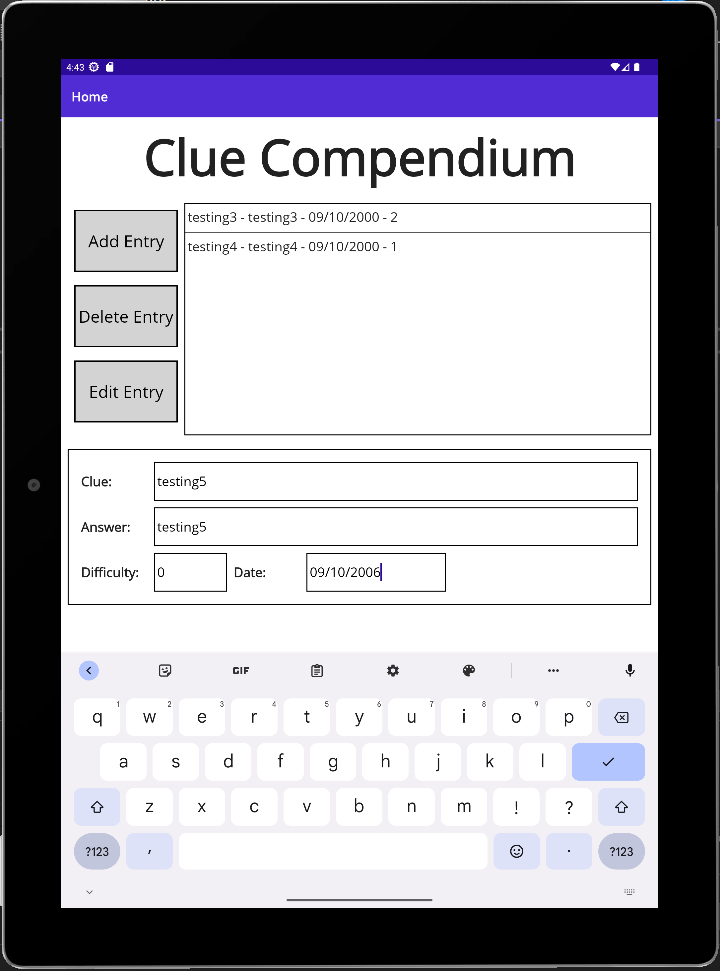 4:43
Home
Clue Compendium
Add Entry
Delete Entry
Edit Entry
testing3 - testing3 - 09/10/2000 - 2
testing4 - testing4 - 09/10/2000 - 1
Clue: testing5
Answer: testing5
Difficulty: 0 Date: 09/10/2006
GIF
q 1 w 2 e 3 r 4 t 5 y 6 u 7 i 8 o 9 p 0
a s d f g h j k l
z x c v b n m ! ?
?123 , . ?123